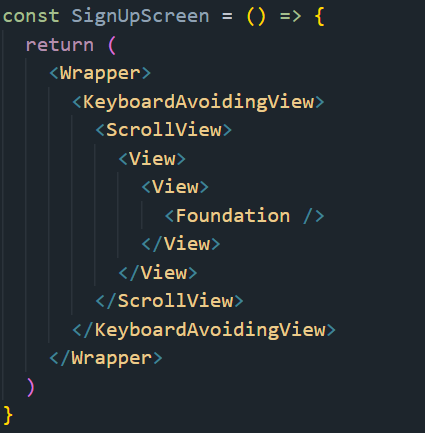 const SignUpScreen = () => {
  return (
    <Wrapper>
      <KeyboardAvoidingView>
        <ScrollView>
          <View>
            <View>
              <Foundation />
            </View>
          </View>
        </ScrollView>
      </KeyboardAvoidingView>
    </Wrapper>
  )
}